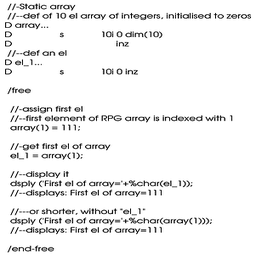 //-Static array
//--def of 10 el array of integers, initialised to zeros
D array...
D s 10i 0 dim(10)
D inz
//--def an el
D el_1...
D s 10i 0 inz
/free
//-assign first el
//--first element of RPG array is indexed with 1
array(1) = 111;
//-get first el of array
el_1 = array(1);
//--display it
dsply ('First el of array='+%char(el_1));
//--displays: First el of array=111
//---or shorter, without "el_1"
dsply ('First el of array='+%char(array(1)));
//--displays: First el of array=111
/end-free